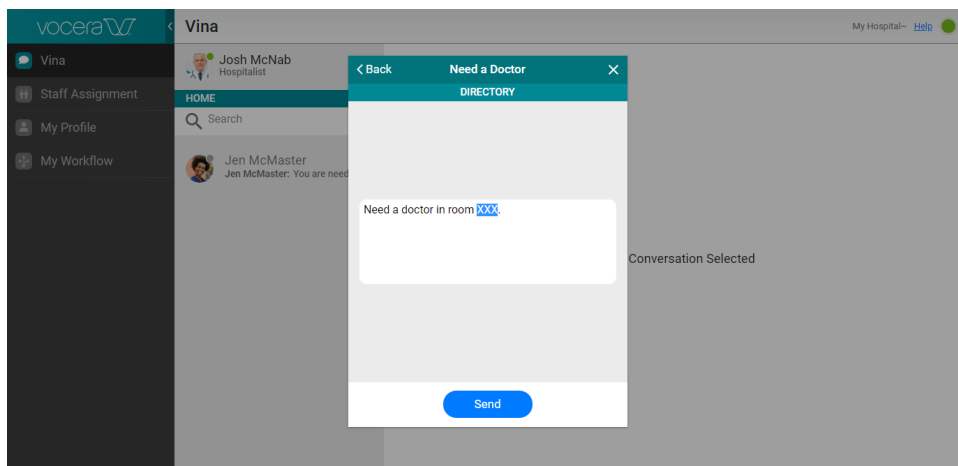 vocera
Vina
My Hospital~ Help
Vina
Staff Assignment
My Profile
My Workflow
Josh McNab
Hospitalist
HOME
Search
Jen McMaster
Jen McMaster: You are need
Back
Need a Doctor
DIRECTORY
Need a doctor in room XXX.
Send
Conversation Selected